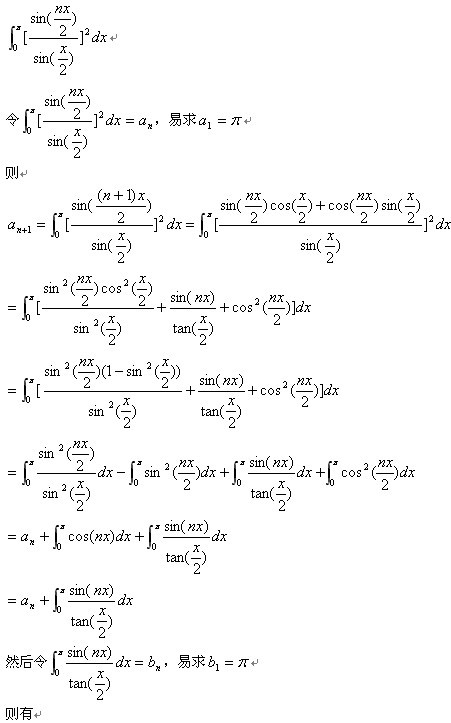 ∫₀^π [sin(nx/2)/sin(x/2)]² dx↵
令∫₀^π [sin(nx/2)/sin(x/2)]² dx = aₙ，易求a₁ = π↵
则↵
aₙ₊₁ = ∫₀^π [sin((n+1)x/2)/sin(x/2)]² dx = ∫₀^π [(sin(nx/2)cos(x/2)+cos(nx/2)sin(x/2))/sin(x/2)]² dx
= ∫₀^π [sin²(nx/2)cos²(x/2)/sin²(x/2) + sin(nx)/tan(x/2) + cos²(nx/2)]dx
= ∫₀^π [sin²(nx/2)(1−sin²(x/2))/sin²(x/2) + sin(nx)/tan(x/2) + cos²(nx/2)]dx
= ∫₀^π sin²(nx/2)/sin²(x/2) dx − ∫₀^π sin²(nx/2)dx + ∫₀^π sin(nx)/tan(x/2) dx + ∫₀^π cos²(nx/2)dx
= aₙ + ∫₀^π cos(nx)dx + ∫₀^π sin(nx)/tan(x/2) dx
= aₙ + ∫₀^π sin(nx)/tan(x/2) dx
然后令∫₀^π sin(nx)/tan(x/2) dx = bₙ，易求b₁ = π↵
则有↵